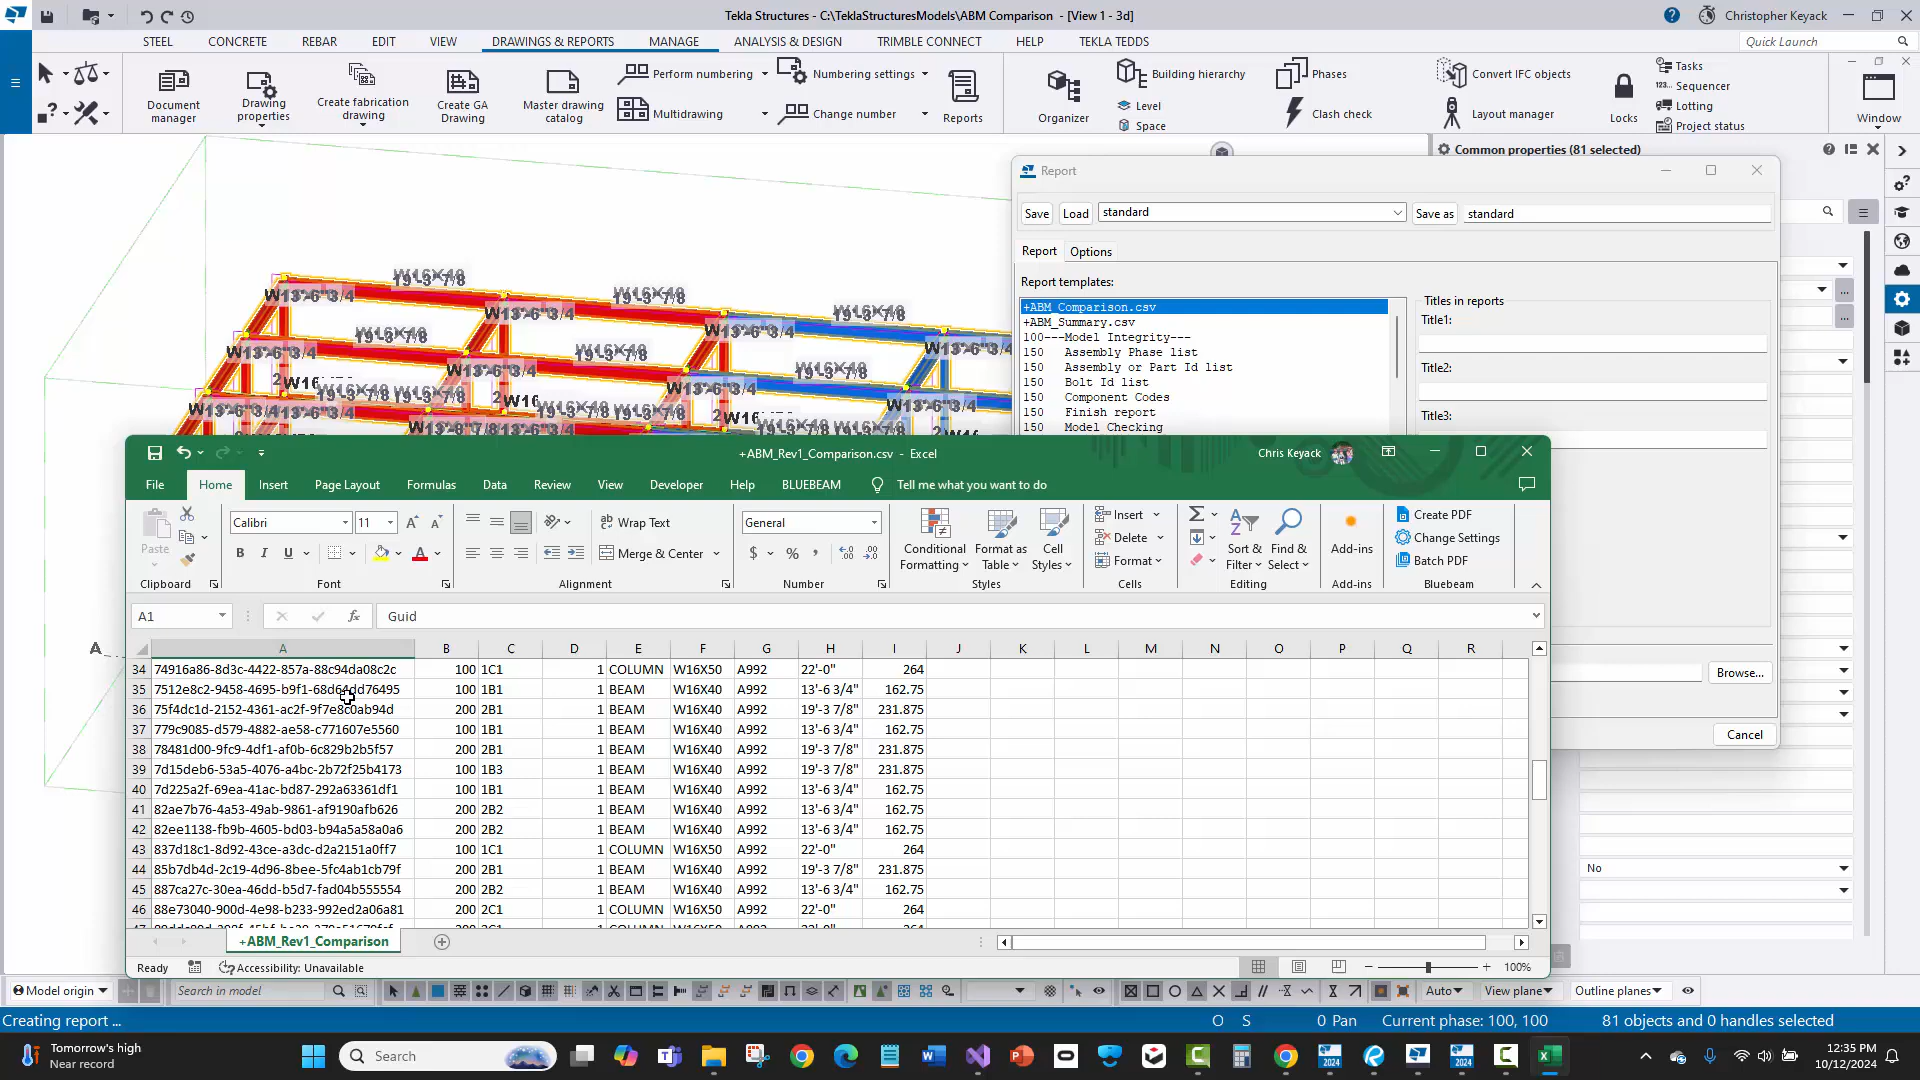 Tekla Structures - C:\TeklaStructuresModels\ABM Comparison - [View 1 - 3d]
Christopher Keyack
STEEL CONCRETE REBAR EDIT VIEW DRAWINGS & REPORTS MANAGE ANALYSIS & DESIGN TRIMBLE CONNECT HELP TEKLA TEDDS
Quick Launch
Document manager
Drawing properties
Create fabrication drawing
Create GA Drawing
Master drawing catalog
Perform numbering
Multidrawing
Numbering settings
Change number
Reports
Organizer
Building hierarchy
Level
Space
Phases
Clash check
Convert IFC objects
Layout manager
Locks
Tasks
Sequencer
Lotting
Project status
Window
Common properties (81 selected)
Report
Save Load standard Save as standard
Report Options
Report templates:
+ABM_Comparison.csv
+ABM_Summary.csv
100---Model Integrity---
150 Assembly Phase list
150 Assembly or Part Id list
150 Bolt Id list
150 Component Codes
150 Finish report
150 Model Checking
Titles in reports
Title1:
Title2:
Title3:
Browse...
Cancel
No
W16X40
19'-3 7/8
W16X40
19'-3 7/8
W16X40
19'-3 7/8
A
+ABM_Rev1_Comparison.csv - Excel
Chris Keyack
File Home Insert Page Layout Formulas Data Review View Developer Help BLUEBEAM Tell me what you want to do
Paste
Clipboard
Calibri 11
B I U
Font
Wrap Text
Merge & Center
Alignment
General
$ % ,
Number
Conditional Formatting
Format as Table
Cell Styles
Styles
Insert
Delete
Format
Cells
Sort & Filter
Find & Select
Editing
Add-ins
Add-ins
Create PDF
Change Settings
Batch PDF
Bluebeam
A1 fx Guid
A B C D E F G H I J K L M N O P Q R
34 74916a86-8d3c-4422-857a-88c94da08c2c 100 1C1 1 COLUMN W16X50 A992 22'-0" 264
35 7512e8c2-9458-4695-b9f1-68d64dd76495 100 1B1 1 BEAM W16X40 A992 13'-6 3/4" 162.75
36 75f4dc1d-2152-4361-ac2f-9f7e8c0ab94d 200 2B1 1 BEAM W16X40 A992 19'-3 7/8" 231.875
37 779c9085-d579-4882-ae58-c771607e5560 100 1B1 1 BEAM W16X40 A992 13'-6 3/4" 162.75
38 78481d00-9fc9-4df1-af0b-6c829b2b5f57 200 2B1 1 BEAM W16X40 A992 19'-3 7/8" 231.875
39 7d15deb6-53a5-4076-a4bc-2b72f25b4173 100 1B3 1 BEAM W16X40 A992 19'-3 7/8" 231.875
40 7d225a2f-69ea-41ac-bd87-292a63361df1 100 1B1 1 BEAM W16X40 A992 13'-6 3/4" 162.75
41 82ae7b76-4a53-49ab-9861-af9190afb626 200 2B2 1 BEAM W16X40 A992 13'-6 3/4" 162.75
42 82ee1138-fb9b-4605-bd03-b94a5a58a0a6 200 2B2 1 BEAM W16X40 A992 13'-6 3/4" 162.75
43 837d18c1-8d92-43ce-a3dc-d2a2151a0ff7 100 1C1 1 COLUMN W16X50 A992 22'-0" 264
44 85b7db4d-2c19-4d96-8bee-5fc4ab1cb79f 200 2B1 1 BEAM W16X40 A992 19'-3 7/8" 231.875
45 887ca27c-30ea-46dd-b5d7-fad04b555554 200 2B2 1 BEAM W16X40 A992 13'-6 3/4" 162.75
46 88e73040-900d-4e98-b233-992ed2a06a81 200 2C1 1 COLUMN W16X50 A992 22'-0" 264
+ABM_Rev1_Comparison
Ready Accessibility: Unavailable 100%
Model origin Search in model Auto View plane Outline planes
Creating report ... O S 0 Pan Current phase: 100, 100 81 objects and 0 handles selected
Tomorrow's high
Near record
Search
12:35 PM
10/12/2024